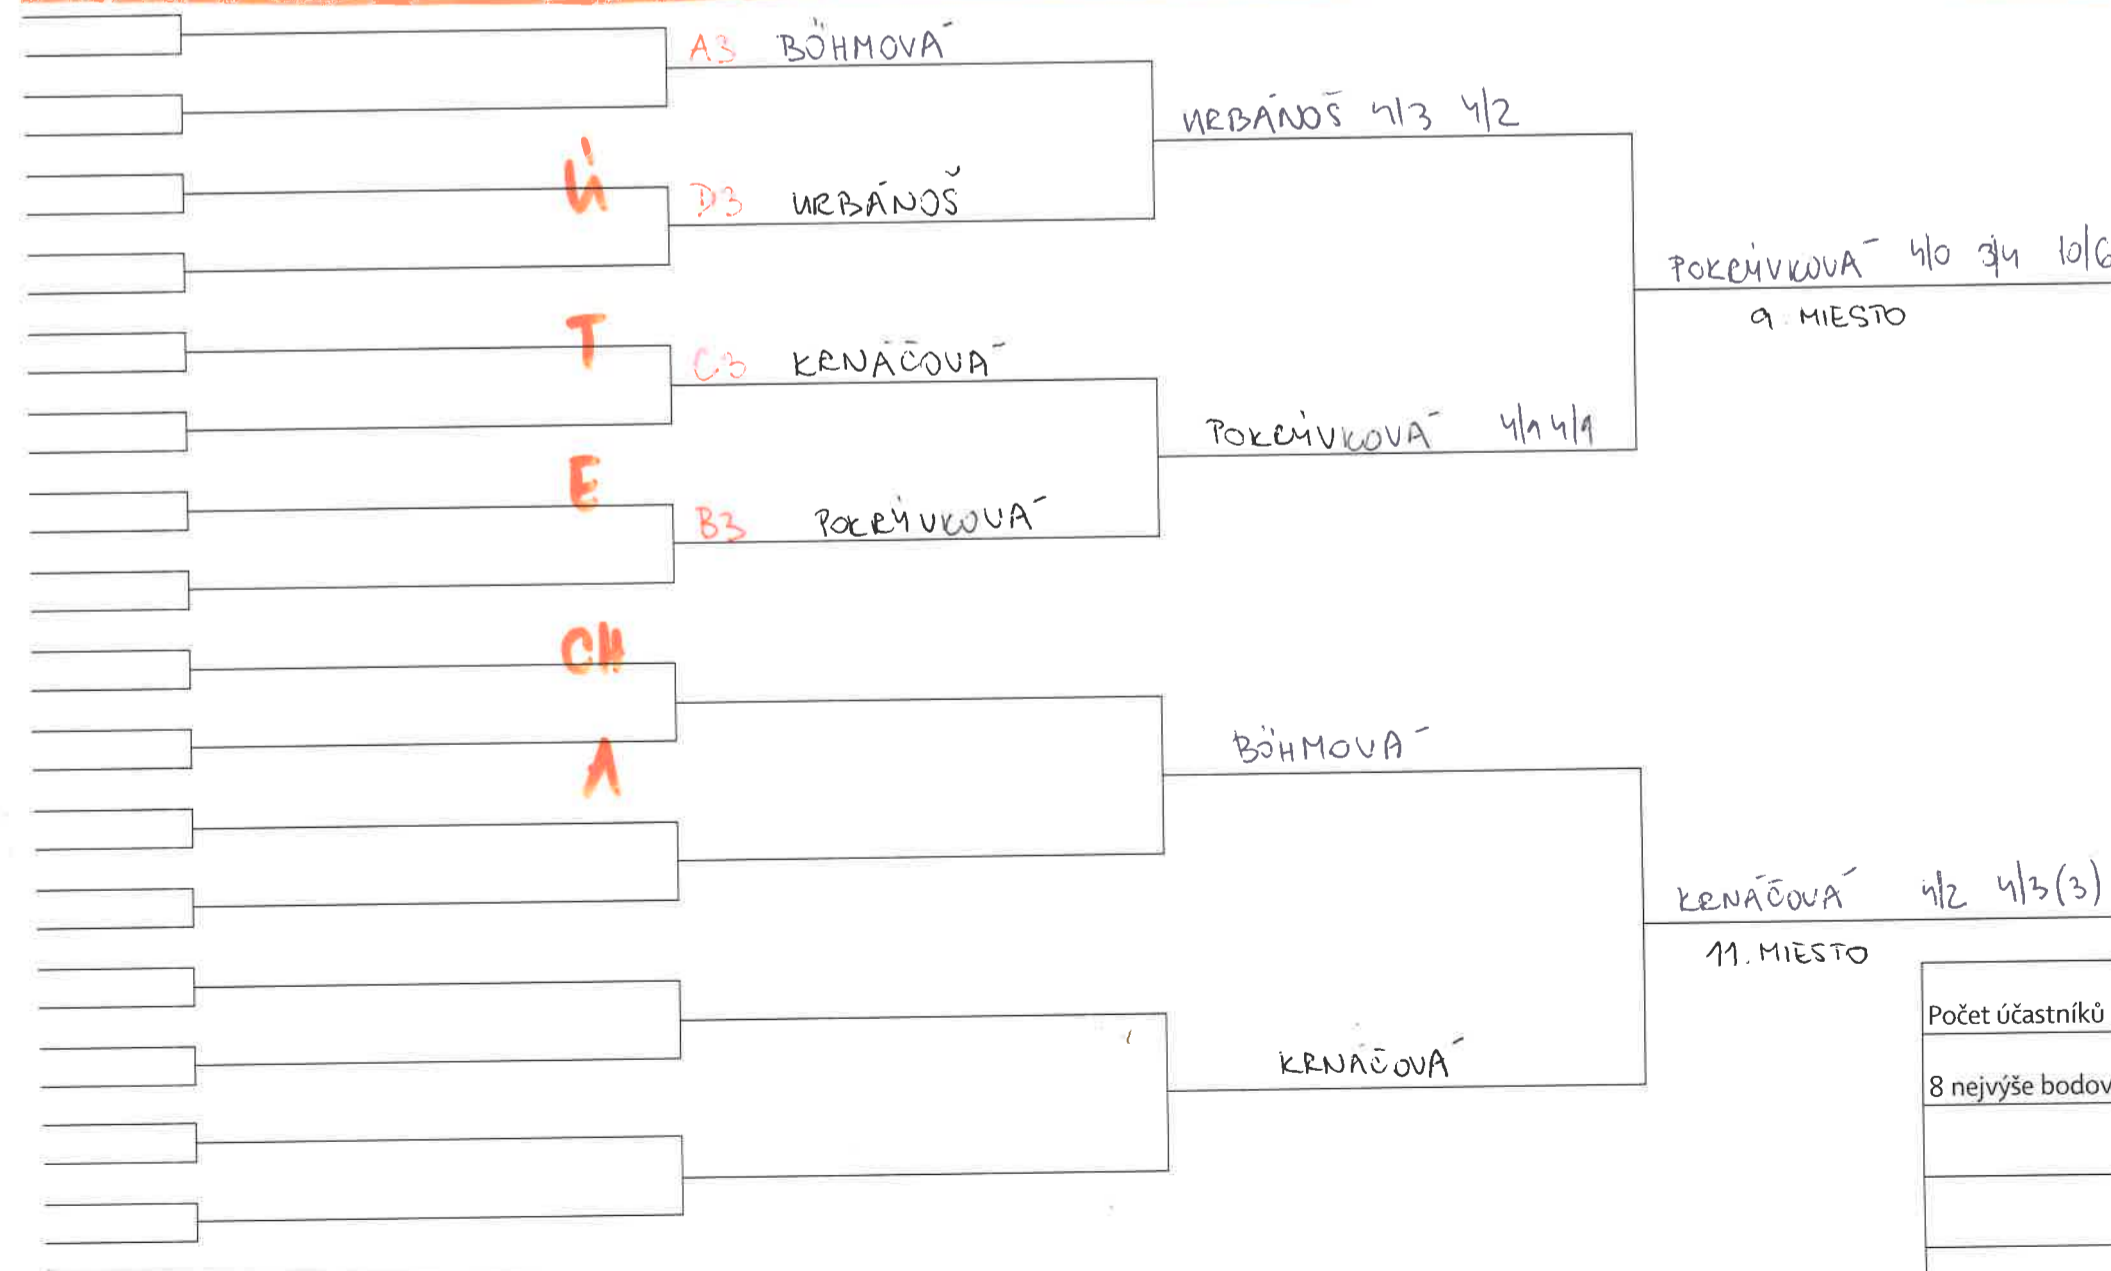 A3 BÖHMOVÁ
URBÁNOŠ 4/3 4/2
D3 URBÁNOŠ
Ú
POKRÝVKOVÁ 4/0 3/4 10/6
9. MIESTO
T
C3 KRNÁČOVÁ
POKRÝVKOVÁ 4/1 4/1
E
B3 POKRÝVKOVÁ
CH
A
BÖHMOVÁ
KRNÁČOVÁ 4/2 4/3(3)
11. MIESTO
Počet účastníků
KRNÁČOVÁ
8 nejvýše bodov